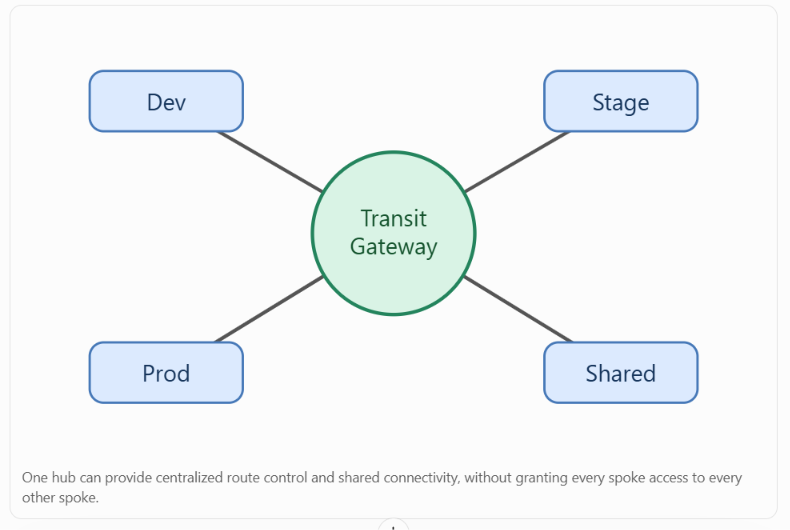 Dev
Stage
Transit
Gateway
Prod
Shared
One hub can provide centralized route control and shared connectivity, without granting every spoke access to every
other spoke.